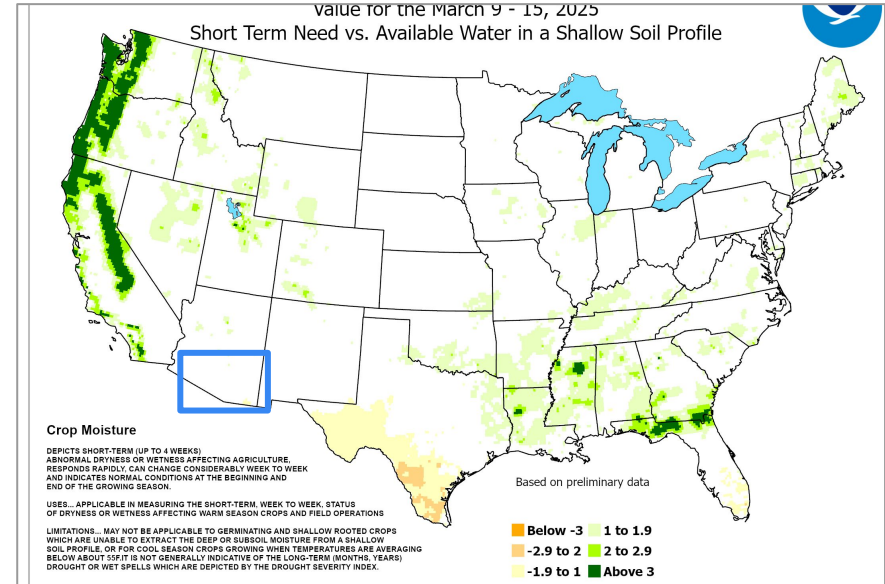 Value for the March 9 - 15, 2025
Short Term Need vs. Available Water in a Shallow Soil Profile
Crop Moisture
DEPICTS SHORT-TERM (UP TO 4 WEEKS)
ABNORMAL DRYNESS OR WETNESS AFFECTING AGRICULTURE,
RESPONDS RAPIDLY, CAN CHANGE CONSIDERABLY WEEK TO WEEK
AND INDICATES NORMAL CONDITIONS AT THE BEGINNING AND
END OF THE GROWING SEASON.
USES... APPLICABLE IN MEASURING THE SHORT-TERM, WEEK TO WEEK, STATUS
OF DRYNESS OR WETNESS AFFECTING WARM SEASON CROPS AND FIELD OPERATIONS
LIMITATIONS... MAY NOT BE APPLICABLE TO GERMINATING AND SHALLOW ROOTED CROPS
WHICH ARE UNABLE TO EXTRACT THE DEEP OR SUBSOIL MOISTURE FROM A SHALLOW
SOIL PROFILE, OR FOR COOL SEASON CROPS GROWING WHEN TEMPERATURES ARE AVERAGING
BELOW ABOUT 55F.IT IS NOT GENERALLY INDICATIVE OF THE LONG-TERM (MONTHS, YEARS)
DROUGHT OR WET SPELLS WHICH ARE DEPICTED BY THE DROUGHT SEVERITY INDEX.
Based on preliminary data
Below -3 1 to 1.9
-2.9 to 2 2 to 2.9
-1.9 to 1 Above 3